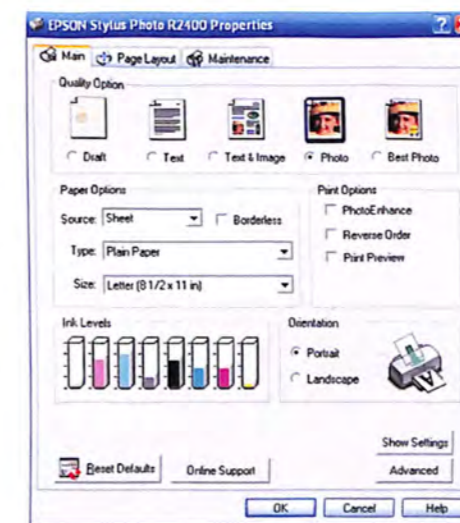 EPSON Stylus Photo R2400 Properties
Main Page Layout Maintenance
Quality Option
Draft Text Text & Image Photo Best Photo
Paper Options
Source: Sheet Borderless
Type: Plain Paper
Size: Letter (8 1/2 x 11 in)
Print Options
PhotoEnhance
Reverse Order
Print Preview
Ink Levels
Orientation
Portrait
Landscape
Show Settings
Reset Defaults Online Support Advanced
OK Cancel Help